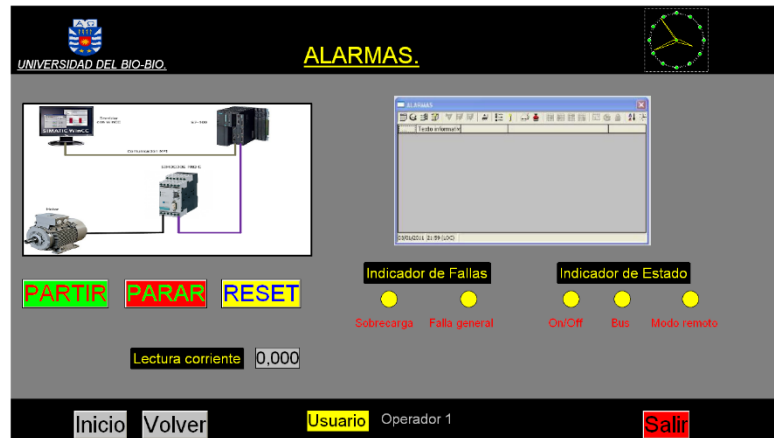 UNIVERSIDAD DEL BIO-BIO.
ALARMAS.
SIMATIC WinCC
ALARMAS
Texto informativ
PARTIR
PARAR
RESET
Indicador de Fallas
Indicador de Estado
Sobrecarga
Falla general
On/Off
Bus
Modo remoto
Lectura corriente
0,000
Inicio
Volver
Usuario
Operador 1
Salir